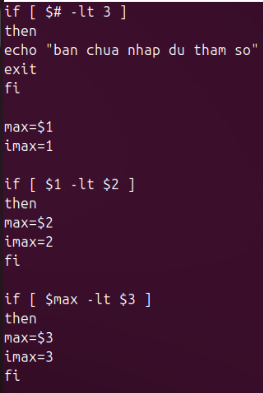 if [ $# -lt 3 ]
then
echo "ban chua nhap du tham so"
exit
fi

max=$1
imax=1

if [ $1 -lt $2 ]
then
max=$2
imax=2
fi

if [ $max -lt $3 ]
then
max=$3
imax=3
fi